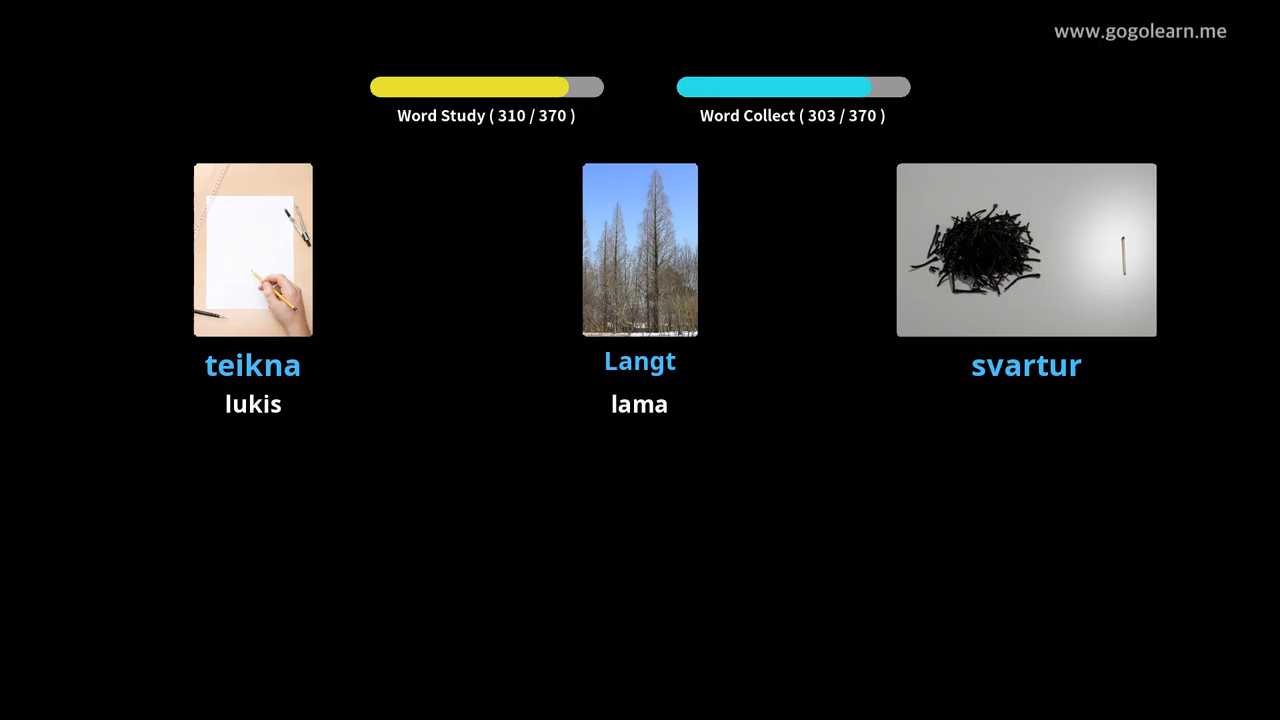 www.gogolearn.me
Word Study ( 310 / 370 )
Word Collect ( 303 / 370 )
teikna
Langt
svartur
lukis
lama